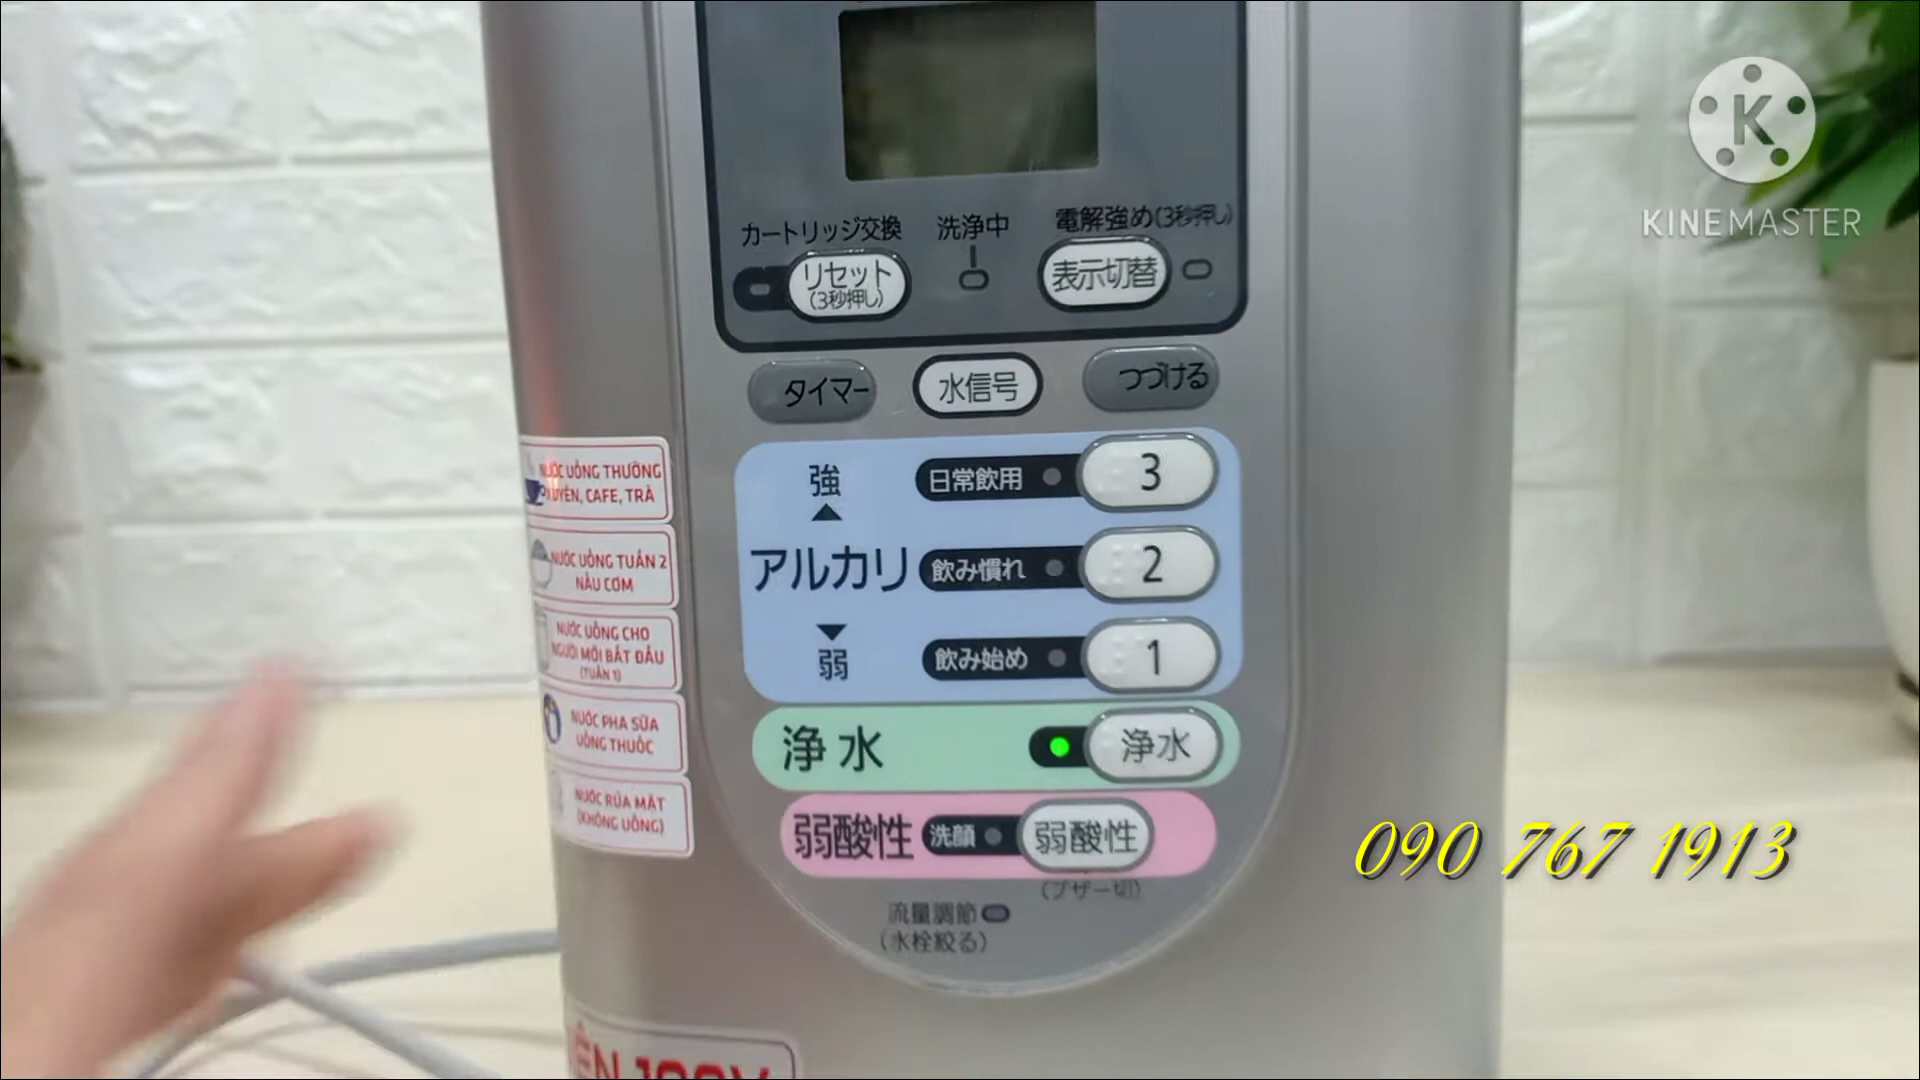 KINEMASTER
カートリッジ交換
洗浄中
電解強め(3秒押し)
リセット
(3秒押し)
表示切替
タイマー
水信号
つづける
強
日常飲用
3
アルカリ
飲み慣れ
2
弱
飲み始め
1
浄水
浄水
弱酸性
洗顔
弱酸性
(ブザー切)
流量調節
(水栓絞る)
NƯỚC UỐNG THƯỜNG
XUYÊN, CAFE, TRÀ
NƯỚC UỐNG TUẦN 2
NẤU CƠM
NƯỚC UỐNG CHO
NGƯỜI MỚI BẮT ĐẦU
(TUẦN 1)
NƯỚC PHA SỮA
UỐNG THUỐC
NƯỚC RỬA MẶT
(KHÔNG UỐNG)
090 767 1913